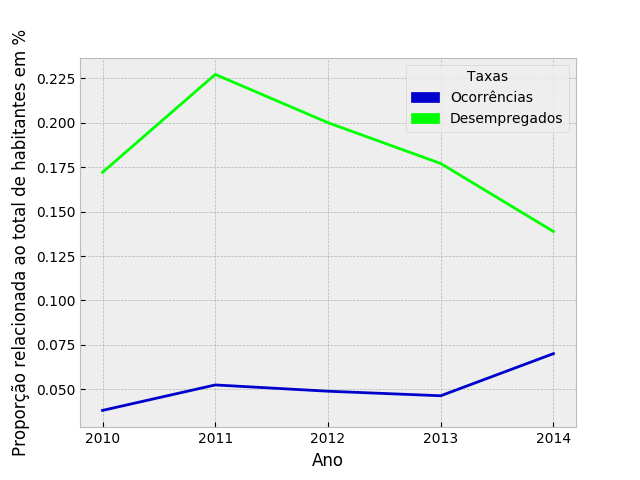 Proporção relacionada ao total de habitantes em %
0.225
0.200
0.175
0.150
0.125
0.100
0.075
0.050
Taxas
Ocorrências
Desempregados
2010 2011 2012 2013 2014
Ano